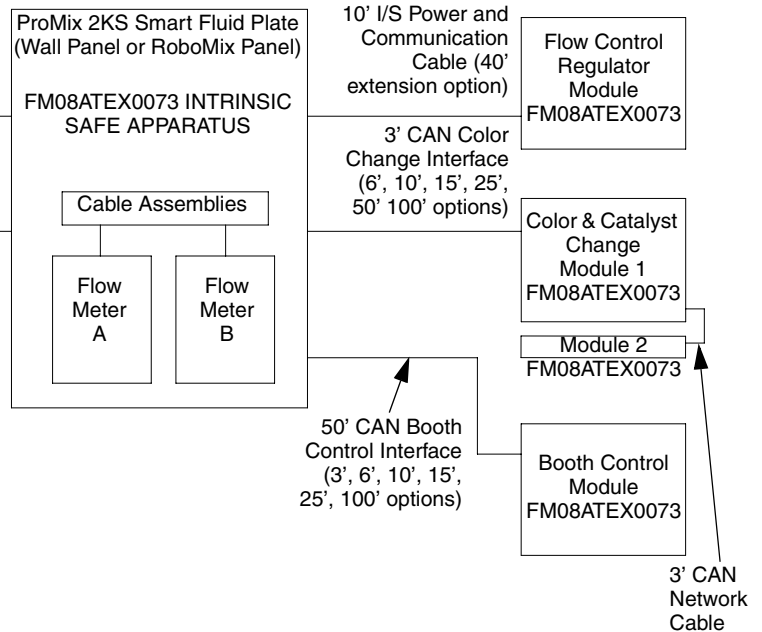 ProMix 2KS Smart Fluid Plate
(Wall Panel or RoboMix Panel)
FM08ATEX0073 INTRINSIC
SAFE APPARATUS
Cable Assemblies
Flow
Meter
A
Flow
Meter
B
10’ I/S Power and
Communication
Cable (40’
extension option)
3’ CAN Color
Change Interface
(6’, 10’, 15’, 25’,
50’ 100’ options)
50’ CAN Booth
Control Interface
(3’, 6’, 10’, 15’,
25’, 100’ options)
Flow Control
Regulator
Module
FM08ATEX0073
Color & Catalyst
Change
Module 1
FM08ATEX0073
Module 2
FM08ATEX0073
Booth Control
Module
FM08ATEX0073
3’ CAN
Network
Cable